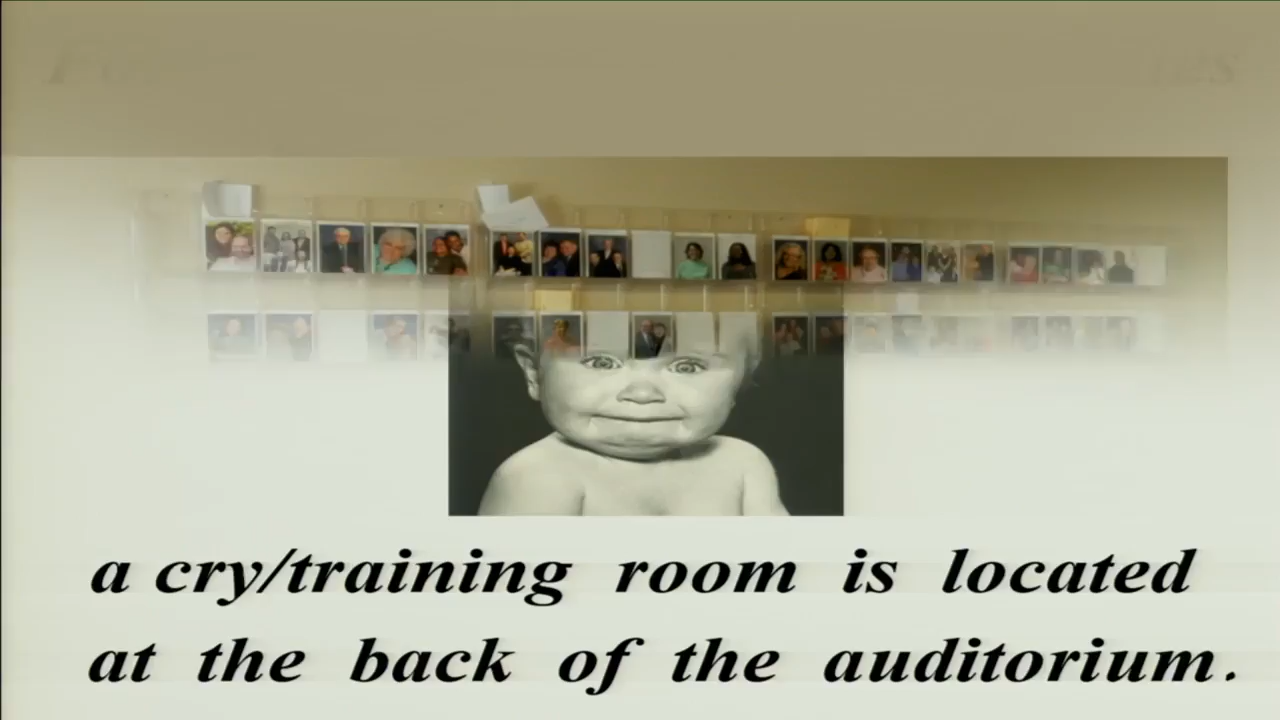 a cry/training room is located
at the back of the auditorium.